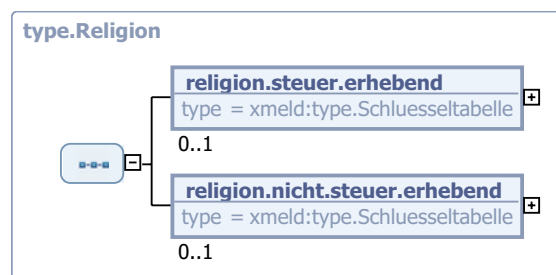 type.Religion
religion.steuer.erhebend
type = xmeld:type.Schluesseltabelle
0..1
religion.nicht.steuer.erhebend
type = xmeld:type.Schluesseltabelle
0..1